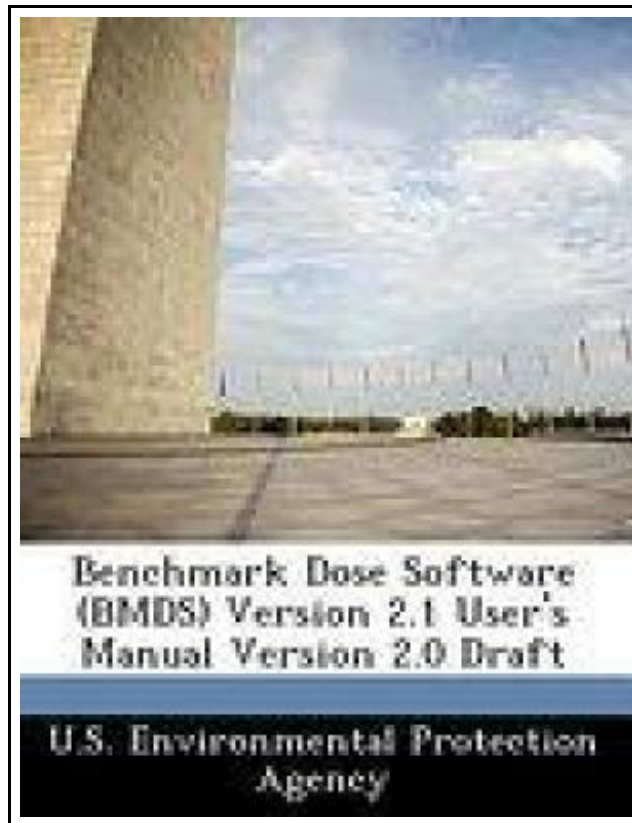 Benchmark Dose Software
(BMDS) Version 2.1 User's
Manual Version 2.0 Draft
U.S. Environmental Protection
Agency